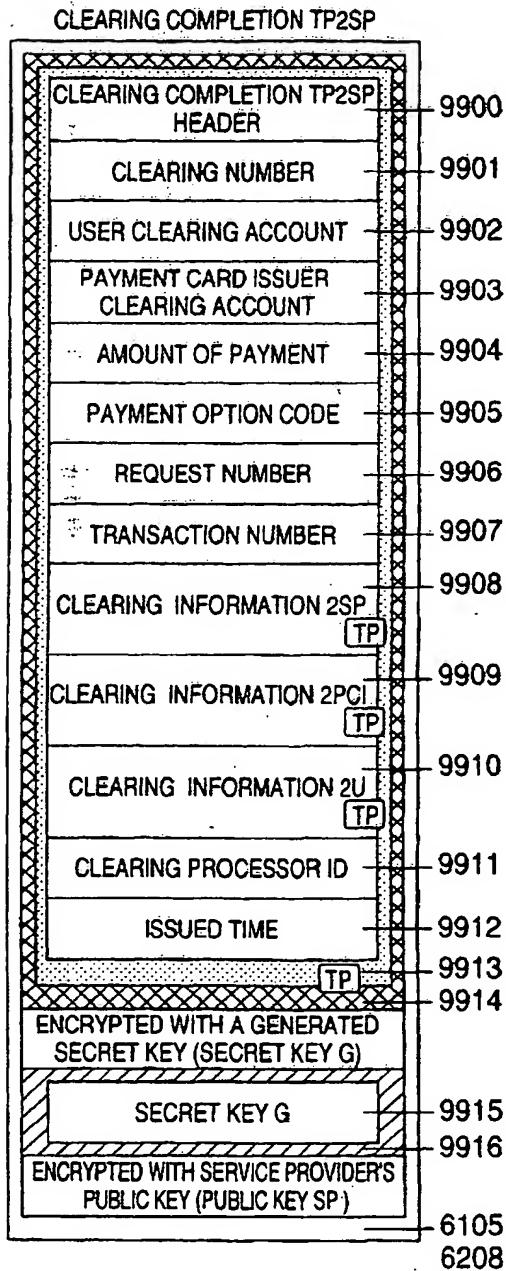 CLEARING COMPLETION TP2SP
CLEARING COMPLETION TP2SP
HEADER
9900
CLEARING NUMBER
9901
USER CLEARING ACCOUNT
9902
PAYMENT CARD ISSUER
CLEARING ACCOUNT
9903
AMOUNT OF PAYMENT
9904
PAYMENT OPTION CODE
9905
REQUEST NUMBER
9906
TRANSACTION NUMBER
9907
CLEARING INFORMATION 2SP
TP
9908
CLEARING INFORMATION 2PCI
TP
9909
CLEARING INFORMATION 2U
TP
9910
CLEARING PROCESSOR ID
9911
ISSUED TIME
9912
TP
9913
9914
ENCRYPTED WITH A GENERATED
SECRET KEY (SECRET KEY G)
SECRET KEY G
9915
9916
ENCRYPTED WITH SERVICE PROVIDER'S
PUBLIC KEY (PUBLIC KEY SP)
6105
6208